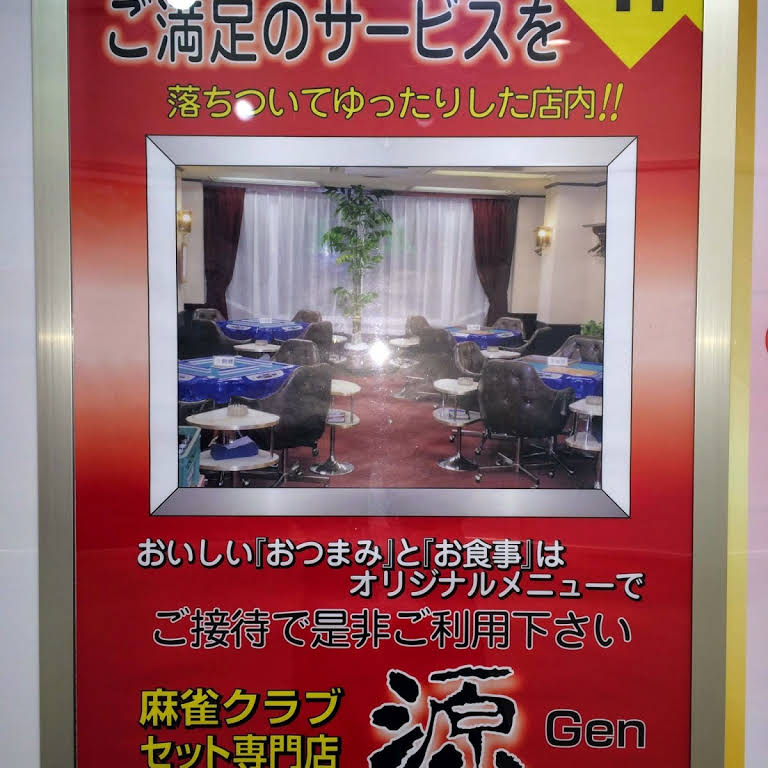 ご満足のサービスを
落ちついてゆったりした店内!!
おいしい『おつまみ』と『お食事』は
オリジナルメニューで
ご接待で是非ご利用下さい
麻雀クラブ
セット専門店
源
Gen